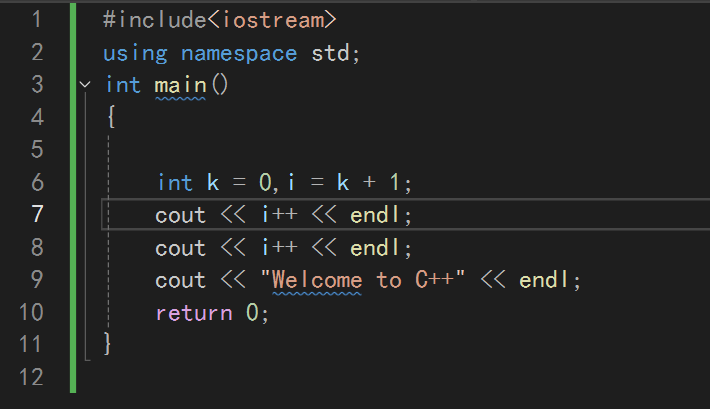 1 #include<iostream>
2 using namespace std;
3 int main()
4 {
5
6 int k = 0,i = k + 1;
7 cout << i++ << endl;
8 cout << i++ << endl;
9 cout << "Welcome to C++" << endl;
10 return 0;
11 }
12